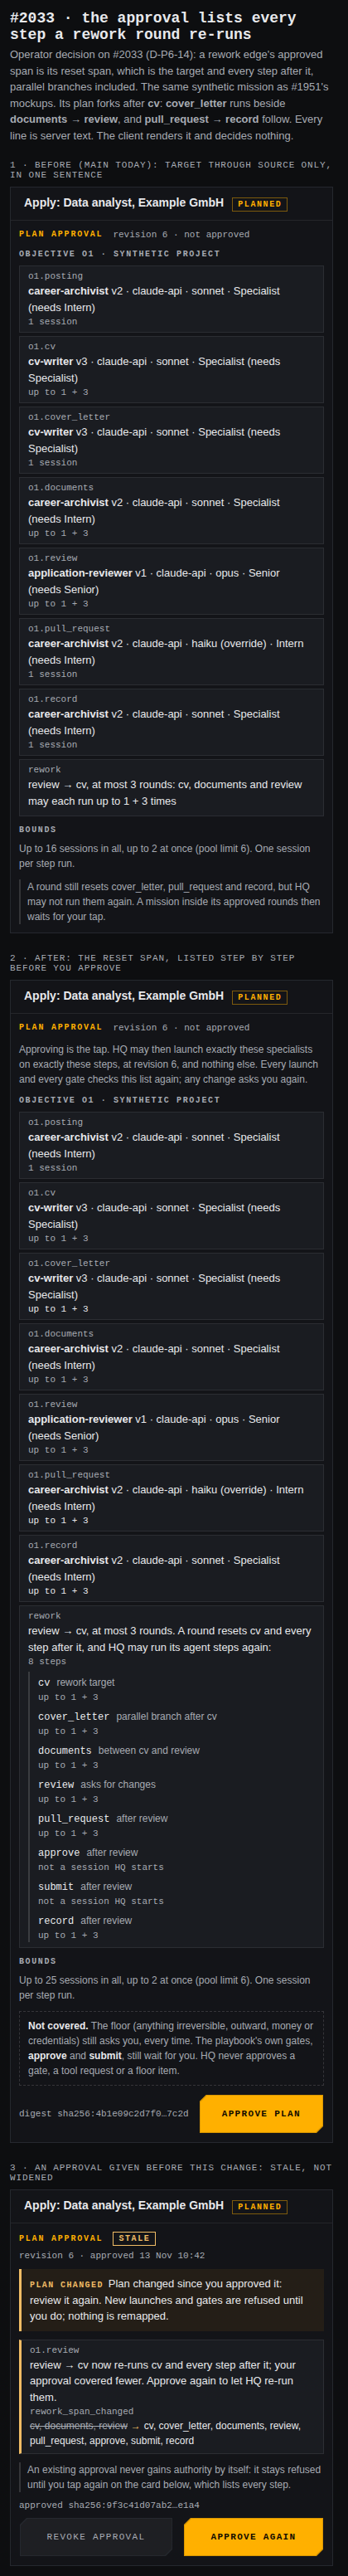 #2033 · the approval lists every
step a rework round re-runs
Operator decision on #2033 (D-P6-14): a rework edge's approved
span is its reset span, which is the target and every step after it,
parallel branches included. The same synthetic mission as #1951's
mockups. Its plan forks after cv: cover_letter runs beside
documents → review, and pull_request → record follow. Every
line is server text. The client renders it and decides nothing.
1 · BEFORE (MAIN TODAY): TARGET THROUGH SOURCE ONLY,
IN ONE SENTENCE
Apply: Data analyst, Example GmbH PLANNED
PLAN APPROVAL revision 6 · not approved
OBJECTIVE O1 · SYNTHETIC PROJECT
o1.posting
career-archivist v2 · claude-api · sonnet · Specialist
(needs Intern)
1 session
o1.cv
cv-writer v3 · claude-api · sonnet · Specialist (needs
Specialist)
up to 1 + 3
o1.cover_letter
cv-writer v3 · claude-api · sonnet · Specialist (needs
Specialist)
1 session
o1.documents
career-archivist v2 · claude-api · sonnet · Specialist
(needs Intern)
up to 1 + 3
o1.review
application-reviewer v1 · claude-api · opus · Senior
(needs Senior)
up to 1 + 3
o1.pull_request
career-archivist v2 · claude-api · haiku (override) · Intern
(needs Intern)
1 session
o1.record
career-archivist v2 · claude-api · sonnet · Specialist
(needs Intern)
1 session
rework
review → cv, at most 3 rounds: cv, documents and review
may each run up to 1 + 3 times
BOUNDS
Up to 16 sessions in all, up to 2 at once (pool limit 6). One session
per step run.
A round still resets cover_letter, pull_request and record, but HQ
may not run them again. A mission inside its approved rounds then
waits for your tap.
2 · AFTER: THE RESET SPAN, LISTED STEP BY STEP
BEFORE YOU APPROVE
Apply: Data analyst, Example GmbH PLANNED
PLAN APPROVAL revision 6 · not approved
Approving is the tap. HQ may then launch exactly these specialists
on exactly these steps, at revision 6, and nothing else. Every launch
and every gate checks this list again; any change asks you again.
OBJECTIVE O1 · SYNTHETIC PROJECT
o1.posting
career-archivist v2 · claude-api · sonnet · Specialist
(needs Intern)
1 session
o1.cv
cv-writer v3 · claude-api · sonnet · Specialist (needs
Specialist)
up to 1 + 3
o1.cover_letter
cv-writer v3 · claude-api · sonnet · Specialist (needs
Specialist)
up to 1 + 3
o1.documents
career-archivist v2 · claude-api · sonnet · Specialist
(needs Intern)
up to 1 + 3
o1.review
application-reviewer v1 · claude-api · opus · Senior
(needs Senior)
up to 1 + 3
o1.pull_request
career-archivist v2 · claude-api · haiku (override) · Intern
(needs Intern)
up to 1 + 3
o1.record
career-archivist v2 · claude-api · sonnet · Specialist
(needs Intern)
up to 1 + 3
rework
review → cv, at most 3 rounds. A round resets cv and every
step after it, and HQ may run its agent steps again:
8 steps
cv rework target
up to 1 + 3
cover_letter parallel branch after cv
up to 1 + 3
documents between cv and review
up to 1 + 3
review asks for changes
up to 1 + 3
pull_request after review
up to 1 + 3
approve after review
not a session HQ starts
submit after review
not a session HQ starts
record after review
up to 1 + 3
BOUNDS
Up to 25 sessions in all, up to 2 at once (pool limit 6). One session
per step run.
Not covered. The floor (anything irreversible, outward, money or
credentials) still asks you, every time. The playbook's own gates,
approve and submit, still wait for you. HQ never approves a
gate, a tool request or a floor item.
digest sha256:4b1e09c2d7f0…7c2d APPROVE PLAN
3 · AN APPROVAL GIVEN BEFORE THIS CHANGE: STALE, NOT
WIDENED
Apply: Data analyst, Example GmbH PLANNED
PLAN APPROVAL STALE
revision 6 · approved 13 Nov 10:42
PLAN CHANGED Plan changed since you approved it:
review it again. New launches and gates are refused until
you do; nothing is remapped.
o1.review
review → cv now re-runs cv and every step after it; your
approval covered fewer. Approve again to let HQ re-run
them.
rework_span_changed
cv, documents, review → cv, cover_letter, documents, review,
pull_request, approve, submit, record
An existing approval never gains authority by itself: it stays refused
until you tap again on the card below, which lists every step.
approved sha256:9f3c41d07ab2…e1a4
REVOKE APPROVAL APPROVE AGAIN